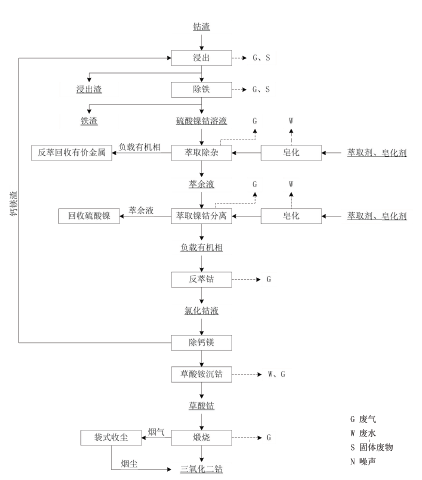 钴渣
浸出 G、S
浸出渣 除铁 G、S
铁渣 硫酸镍钴溶液 G W
反萃回收有价金属 负载有机相 萃取除杂 皂化 萃取剂、皂化剂
萃余液 G W
钙镁渣
回收硫酸镍 萃余液 萃取镍钴分离 皂化 萃取剂、皂化剂
负载有机相
反萃钴 G
氯化钴液
除钙镁
草酸铵沉钴 W、G
草酸钴
袋式收尘 烟气 煅烧 G
烟尘 三氧化二钴
G 废气
W 废水
S 固体废物
N 噪声